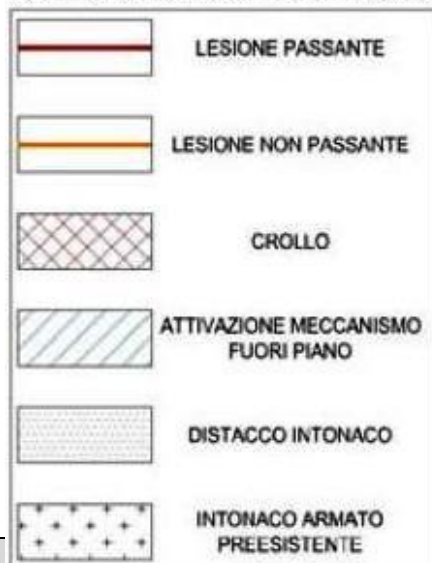 LESIONE PASSANTE
LESIONE NON PASSANTE
CROLLO
ATTIVAZIONE MECCANISMO
FUORI PIANO
DISTACCO INTONACO
INTONACO ARMATO
PREESISTENTE